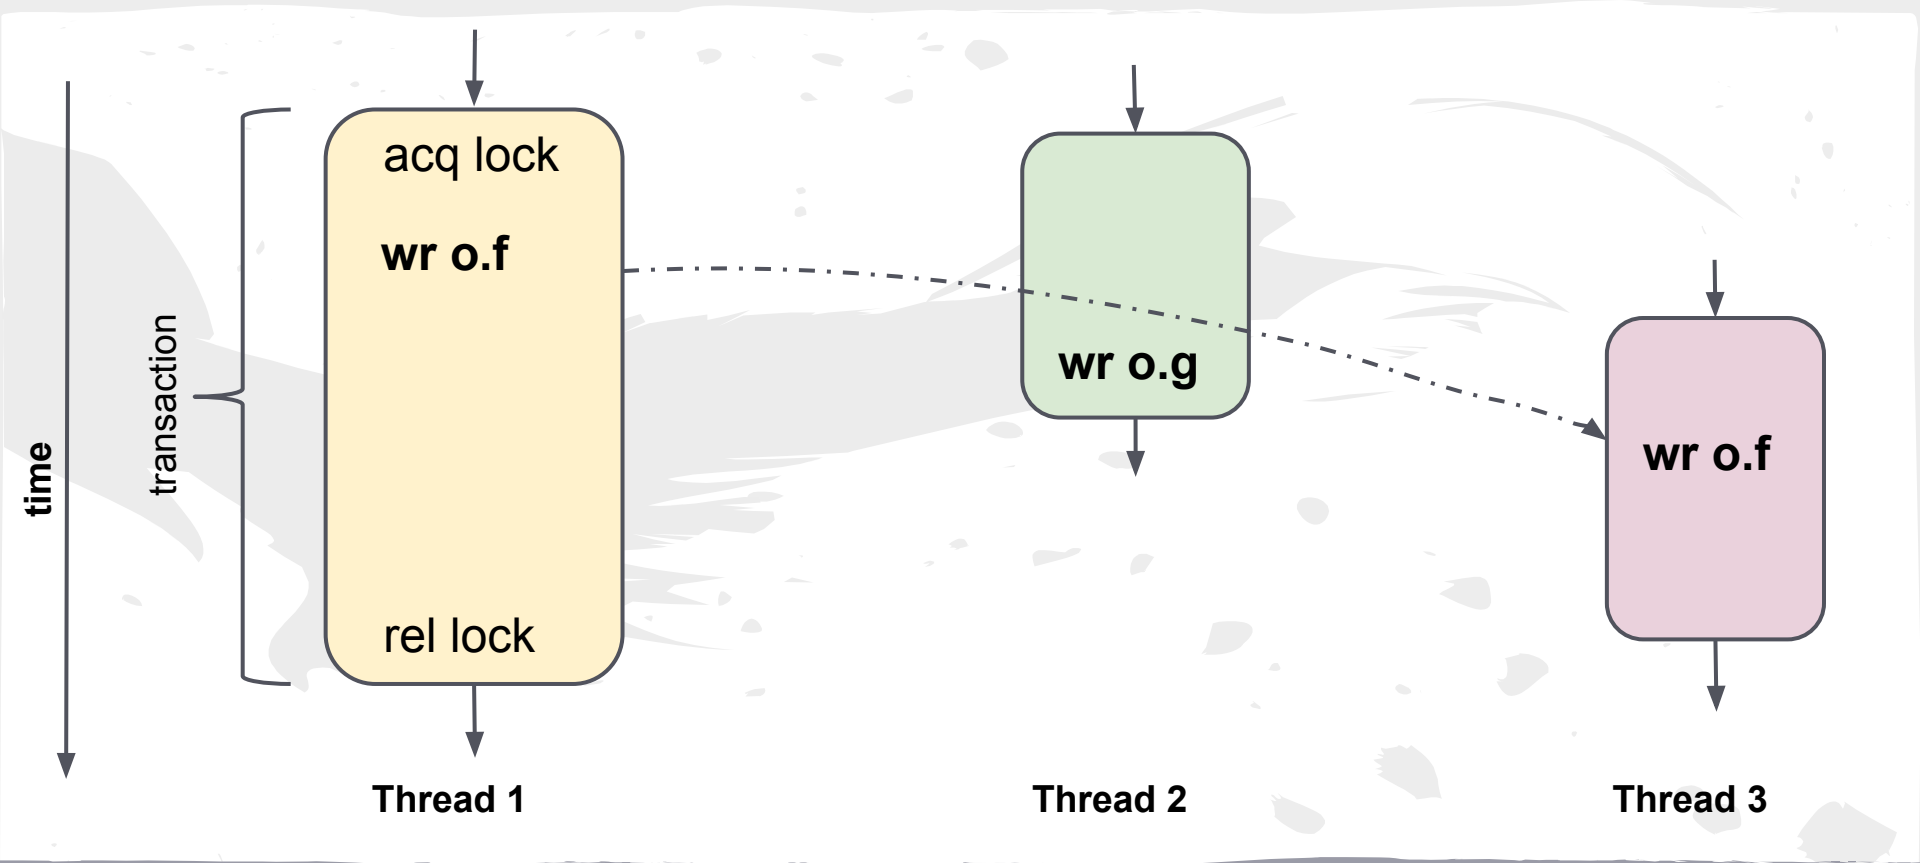 time
transaction
acq lock
wr o.f
rel lock
Thread 1
wr o.g
Thread 2
wr o.f
Thread 3